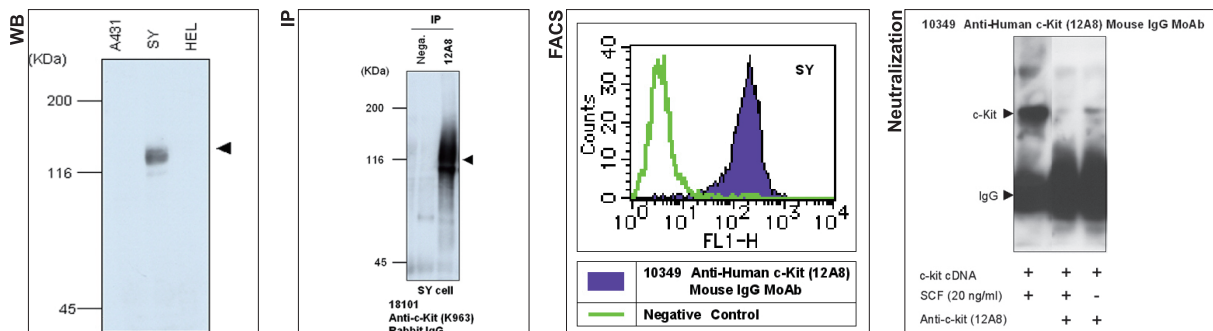 WB
A431
SY
HEL
(KDa)
200
116
45
IP
IP
Nega.
12A8
(KDa)
200
116
45
SY cell
18101
Anti-c-Kit (K963)
Rabbit IgG
FACS
SY
Counts
0 10 20 30 40
10^0 10^1 10^2 10^3 10^4
FL1-H
10349 Anti-Human c-Kit (12A8)
Mouse IgG MoAb
Negative Control
Neutralization
10349 Anti-Human c-Kit (12A8) Mouse IgG MoAb
c-Kit
IgG
c-kit cDNA + + +
SCF (20 ng/ml) + + -
Anti-c-kit (12A8) + +